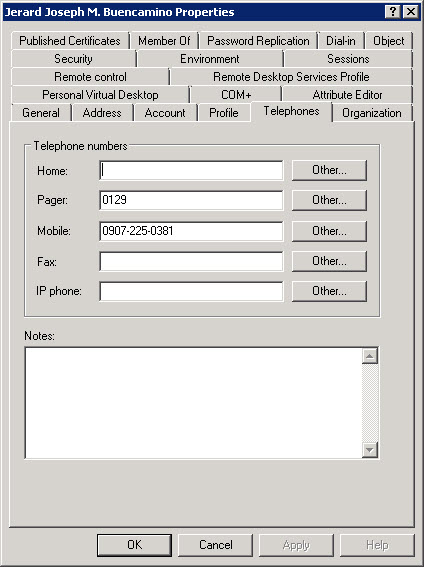 Jerard Joseph M. Buencamino Properties
Published Certificates Member Of Password Replication Dial-in Object
Security Environment Sessions
Remote control Remote Desktop Services Profile
Personal Virtual Desktop COM+ Attribute Editor
General Address Account Profile Telephones Organization
Telephone numbers
Home: Other...
Pager: 0129 Other...
Mobile: 0907-225-0381 Other...
Fax: Other...
IP phone: Other...
Notes:
OK Cancel Apply Help